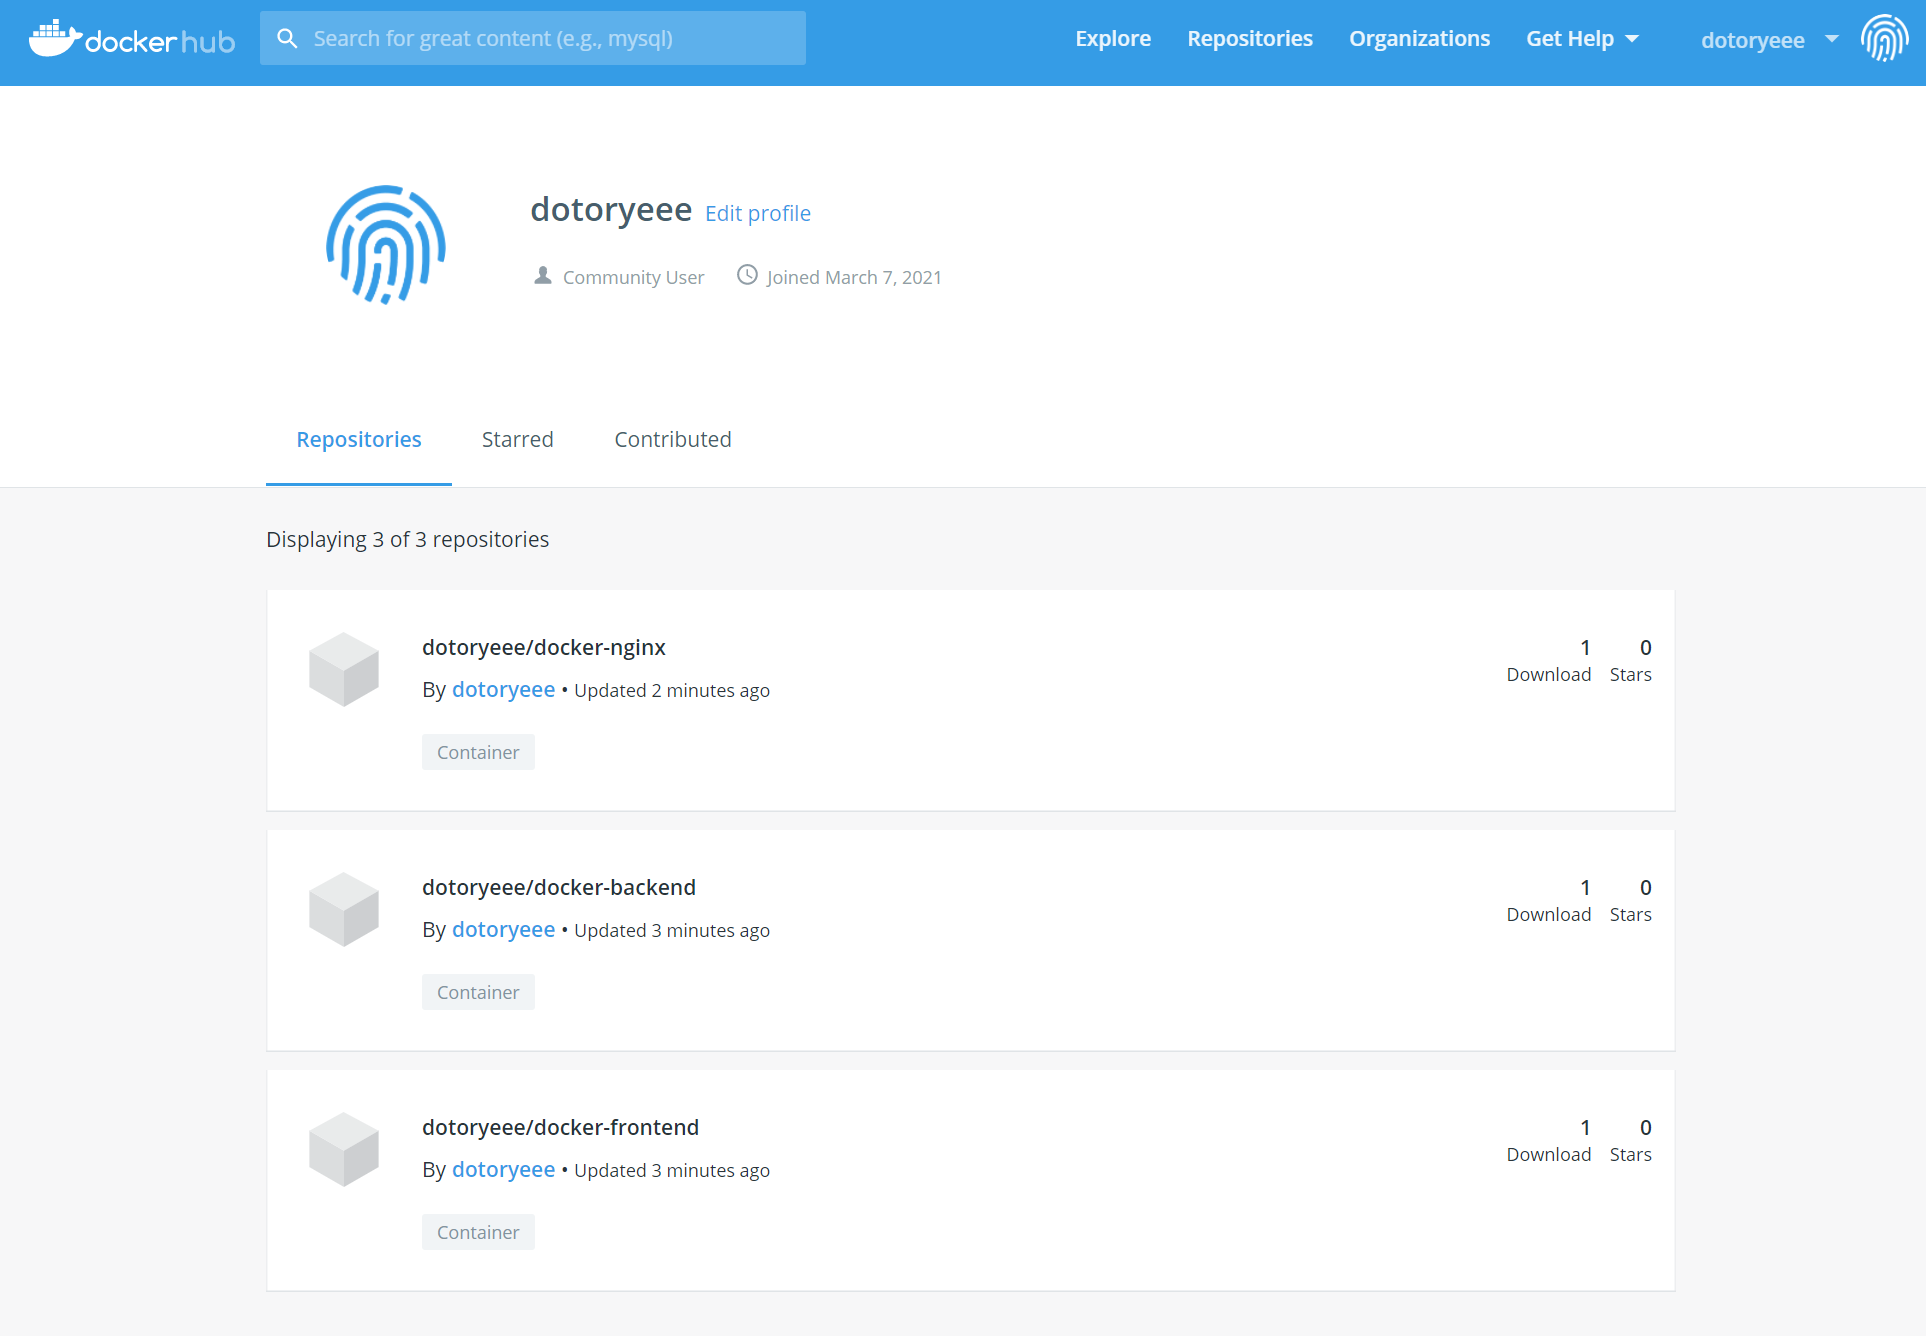 docker hub
Search for great content (e.g., mysql)
Explore Repositories Organizations Get Help dotoryeee
dotoryeee Edit profile
Community User Joined March 7, 2021
Repositories Starred Contributed
Displaying 3 of 3 repositories
dotoryeee/docker-nginx
By dotoryeee • Updated 2 minutes ago
Container
1 0
Download Stars
dotoryeee/docker-backend
By dotoryeee • Updated 3 minutes ago
Container
1 0
Download Stars
dotoryeee/docker-frontend
By dotoryeee • Updated 3 minutes ago
Container
1 0
Download Stars